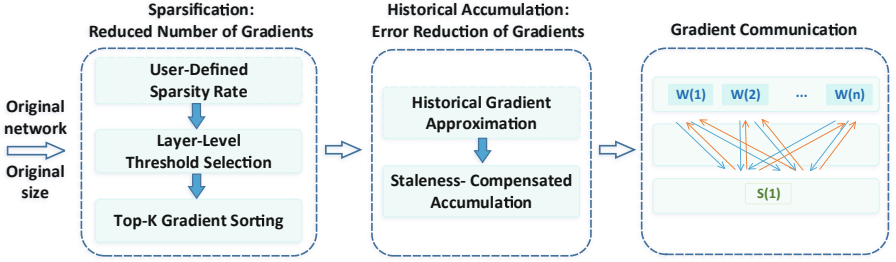 Original
network
Original
size
Sparsification:
Reduced Number of Gradients
User-Defined
Sparsity Rate
Layer-Level
Threshold Selection
Top-K Gradient Sorting
Historical Accumulation:
Error Reduction of Gradients
Historical Gradient
Approximation
Staleness- Compensated
Accumulation
Gradient Communication
W(1) W(2) ... W(n)
S(1)